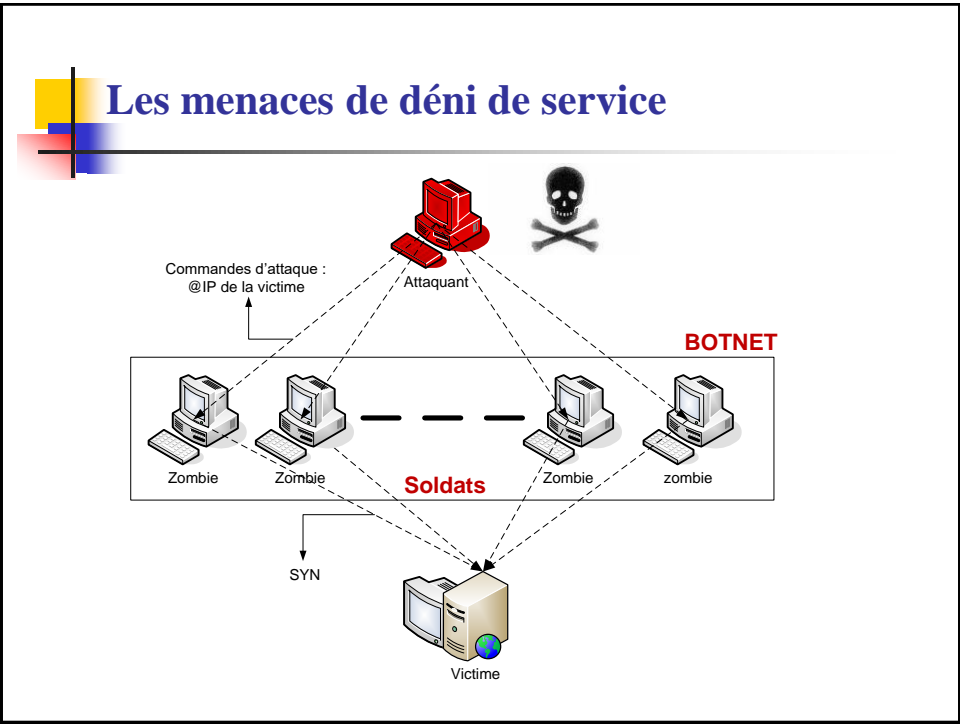 Les menaces de déni de service
Commandes d'attaque :
@IP de la victime
Attaquant
BOTNET
Zombie
Zombie
Zombie
zombie
Soldats
SYN
Victime